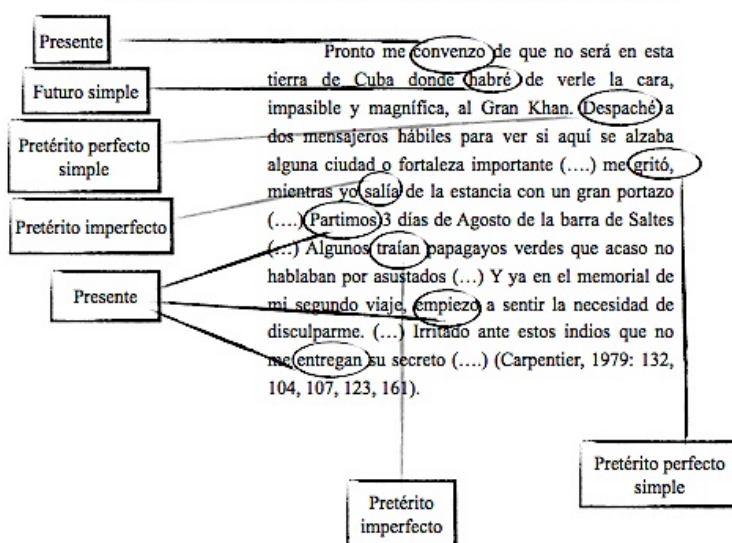 Presente
Futuro simple
Pretérito perfecto
simple
Pretérito imperfecto
Presente
Pronto me convenzo de que no será en esta
tierra de Cuba donde habré de verle la cara,
impasible y magnífica, al Gran Khan. Despaché a
dos mensajeros hábiles para ver si aquí se alzaba
alguna ciudad o fortaleza importante (....) me gritó,
mientras yo salía de la estancia con un gran portazo
(....) Partimos 3 días de Agosto de la barra de Saltes
(...) Algunos traían papagayos verdes que acaso no
hablaban por asustados (...) Y ya en el memorial de
mi segundo viaje, empiezo a sentir la necesidad de
disculparme. (...) Irritado ante estos indios que no
me entregan su secreto (....) (Carpentier, 1979: 132,
104, 107, 123, 161).
Pretérito perfecto
simple
Pretérito
imperfecto